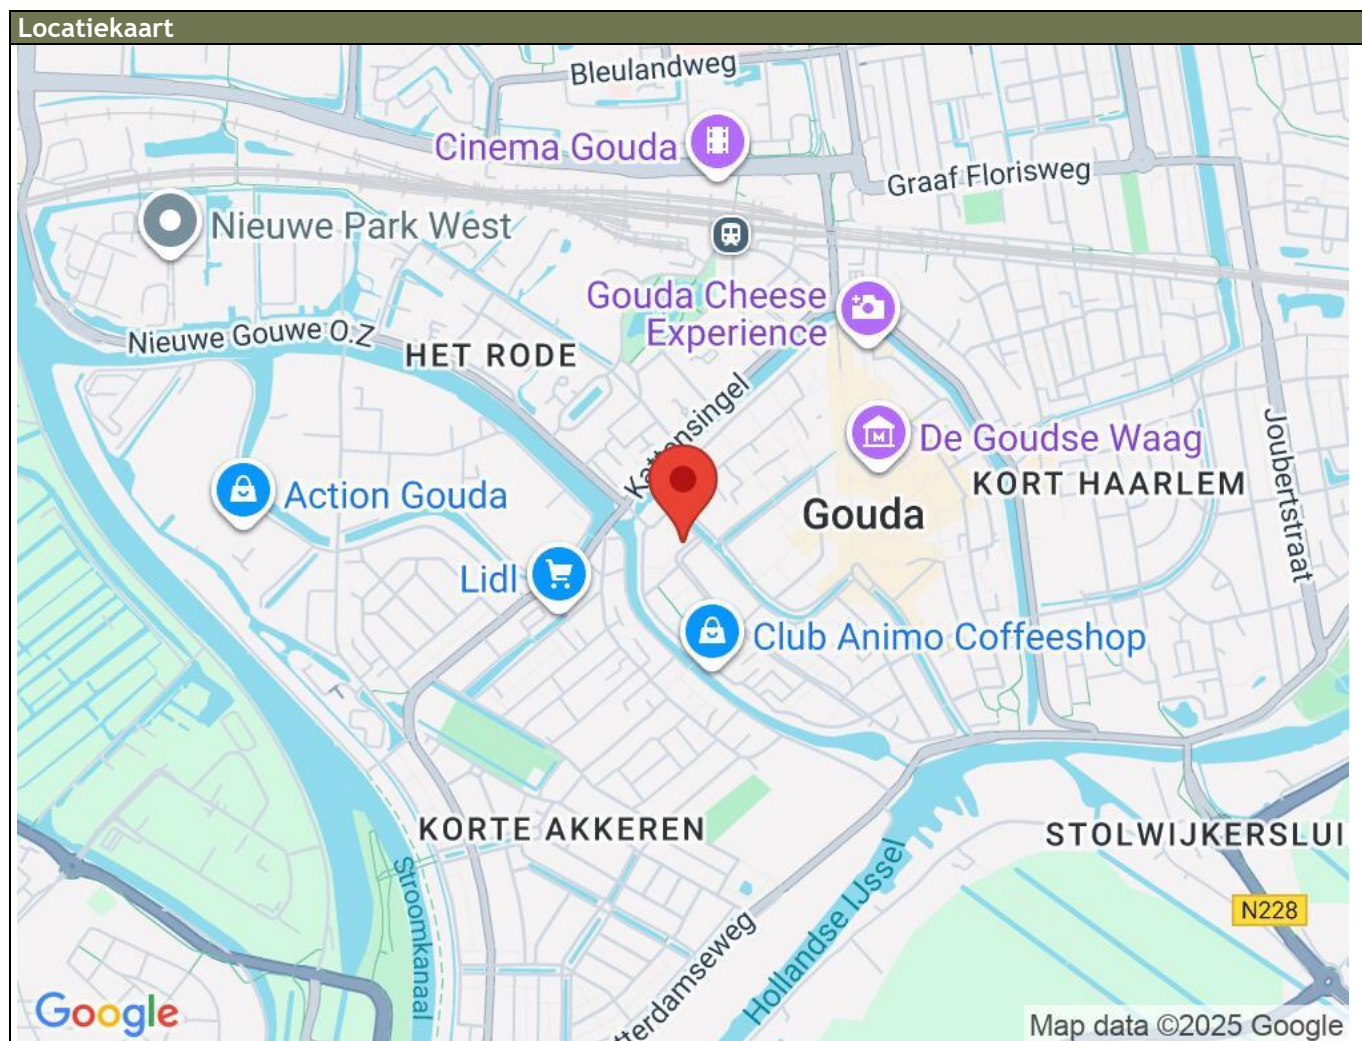 Locatiekaart
Bleulandweg
Cinema Gouda
Graaf Florisweg
Nieuwe Park West
Gouda Cheese
Experience
Nieuwe Gouwe O.Z
HET RODE
Kattensingel
De Goudse Waag
Joubertstraat
KORT HAARLEM
Action Gouda
Gouda
Lidl
Club Animo Coffeeshop
KORTE AKKEREN
STOLWIJKERSLUI
Stroomkanaal
Hollandse IJssel
N228
tterdamseweg
Google
Map data ©2025 Google